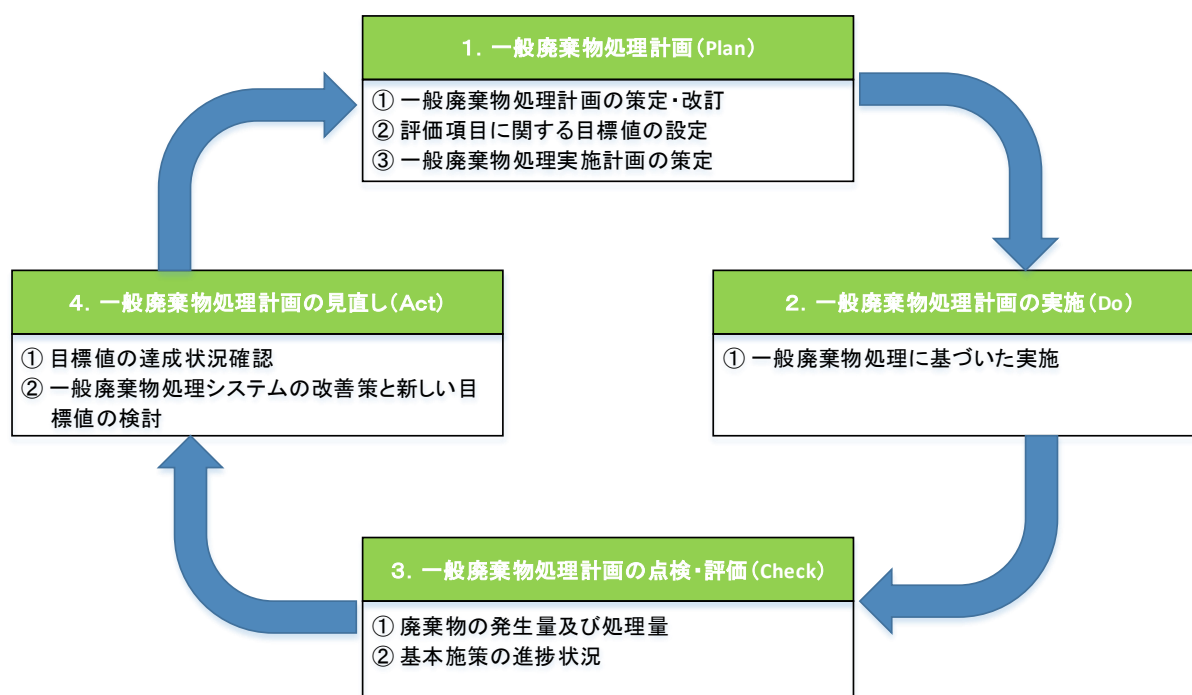 1．一般廃棄物処理計画（Plan）
① 一般廃棄物処理計画の策定・改訂
② 評価項目に関する目標値の設定
③ 一般廃棄物処理実施計画の策定
4．一般廃棄物処理計画の見直し（Act）
① 目標値の達成状況確認
② 一般廃棄物処理システムの改善策と新しい目
標値の検討
2．一般廃棄物処理計画の実施（Do）
① 一般廃棄物処理に基づいた実施
3．一般廃棄物処理計画の点検・評価（Check）
① 廃棄物の発生量及び処理量
② 基本施策の進捗状況